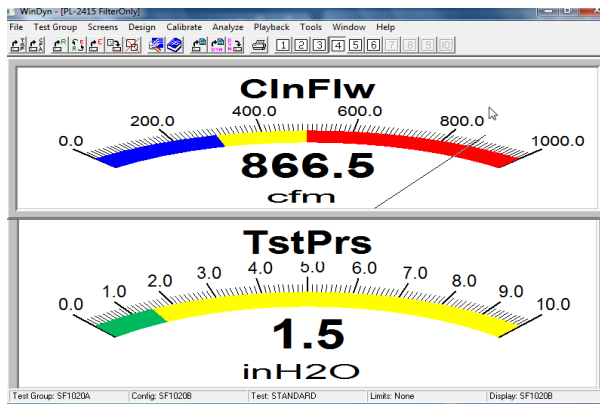 WinDyn - [PL-2415 FilterOnly]
File Test Group Screens Design Calibrate Analyze Playback Tools Window Help
1 2 3 4 5 6 7 8 9 10
ClnFlw
0.0 200.0 400.0 600.0 800.0 1000.0
866.5
cfm
TstPrs
0.0 1.0 2.0 3.0 4.0 5.0 6.0 7.0 8.0 9.0 10.0
1.5
inH2O
Test Group: SF1020A Config: SF1020B Test: STANDARD Limits: None Display: SF1020B